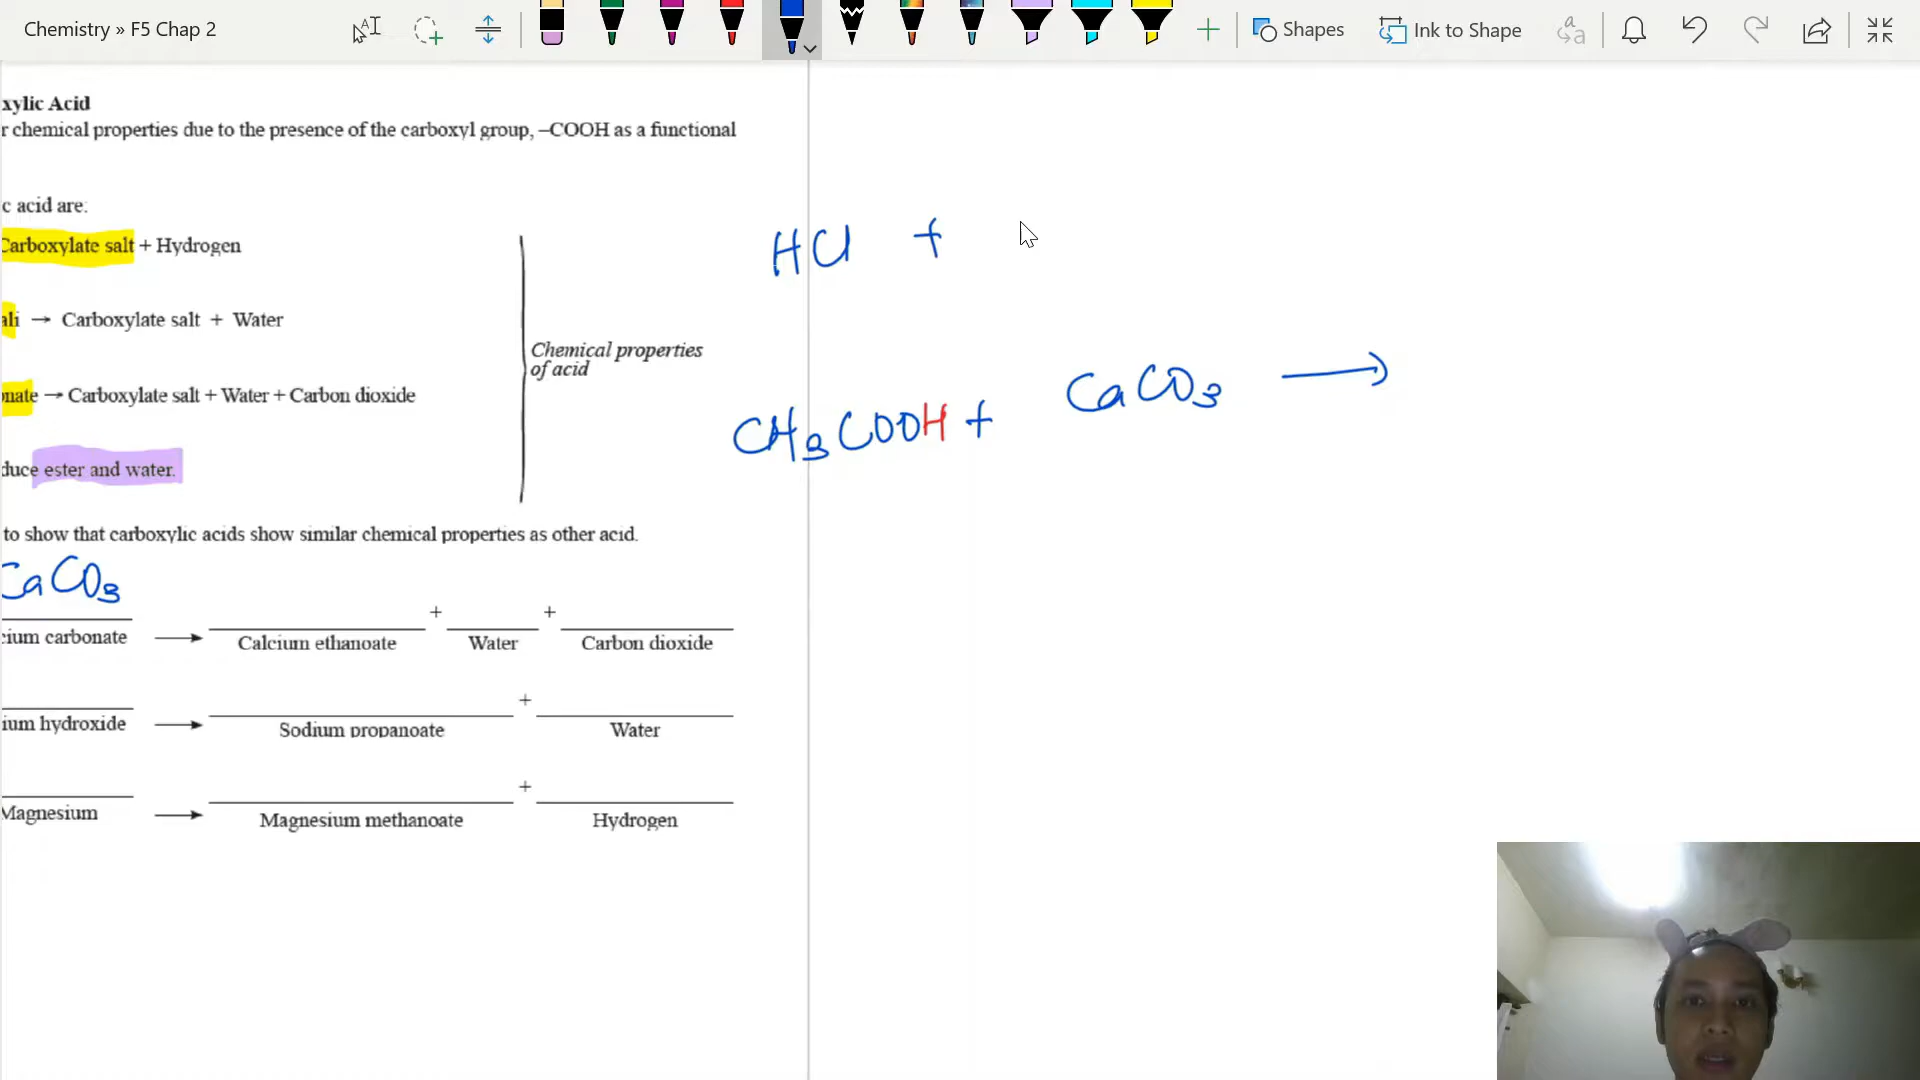 Chemistry » F5 Chap 2
Shapes
Ink to Shape
xylic Acid
r chemical properties due to the presence of the carboxyl group, –COOH as a functional
c acid are:
Carboxylate salt + Hydrogen
ali → Carboxylate salt + Water
Chemical properties
of acid
nate → Carboxylate salt + Water + Carbon dioxide
duce ester and water.
to show that carboxylic acids show similar chemical properties as other acid.
CaCO₃
+ +
cium carbonate → Calcium ethanoate Water Carbon dioxide
+
ium hydroxide → Sodium propanoate Water
+
Magnesium → Magnesium methanoate Hydrogen
HCl +
CH₃COOH + CaCO₃ →